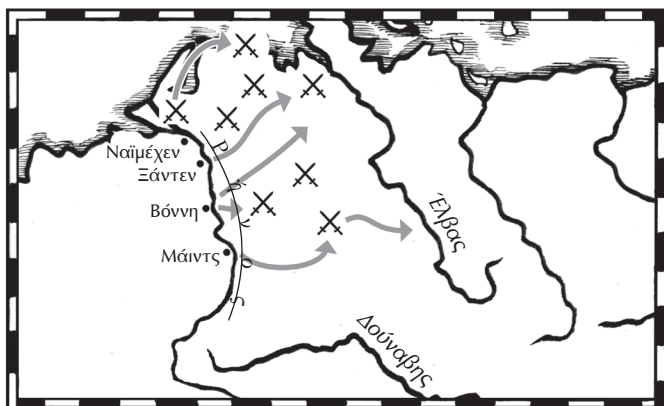 Ναϊμέχεν
Ξάντεν
Ρήνος
Βόννη
Έλβας
Μάιντς
Δούναβης